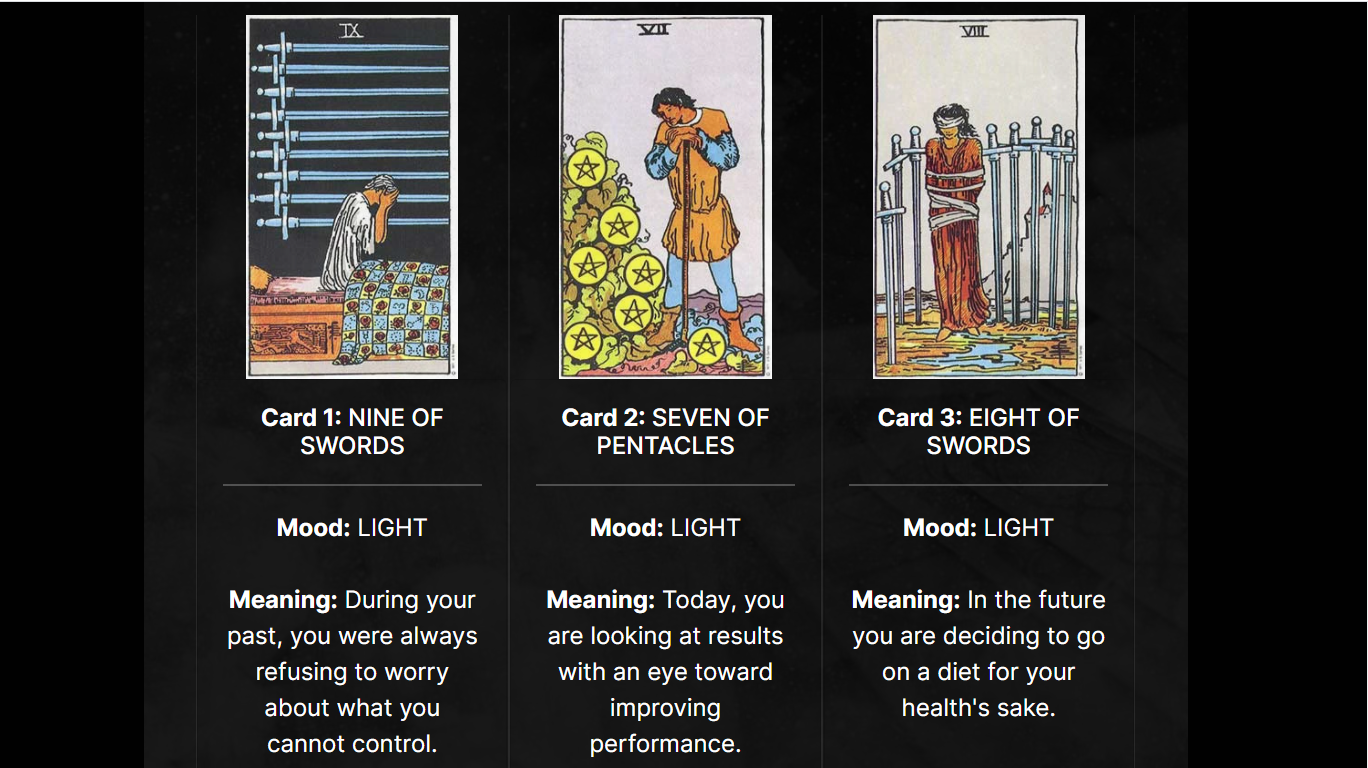 IX
VII
VIII
Card 1: NINE OF
SWORDS
Card 2: SEVEN OF
PENTACLES
Card 3: EIGHT OF
SWORDS
Mood: LIGHT
Mood: LIGHT
Mood: LIGHT
Meaning: During your
past, you were always
refusing to worry
about what you
cannot control.
Meaning: Today, you
are looking at results
with an eye toward
improving
performance.
Meaning: In the future
you are deciding to go
on a diet for your
health's sake.